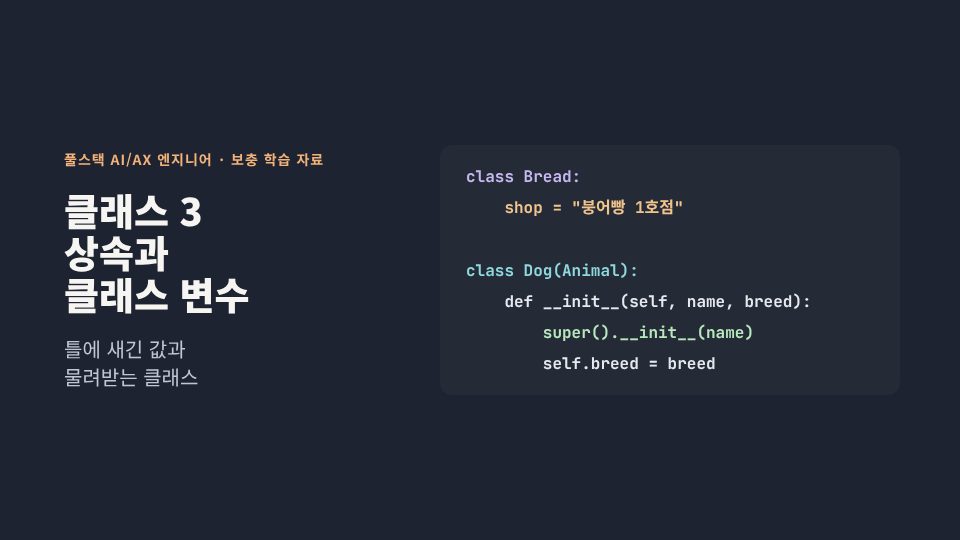 풀스택 AI/AX 엔지니어 · 보충 학습 자료
클래스 3
상속과
클래스 변수
틀에 새긴 값과
물려받는 클래스
class Bread:
    shop = "붕어빵 1호점"
class Dog(Animal):
    def __init__(self, name, breed):
        super().__init__(name)
        self.breed = breed